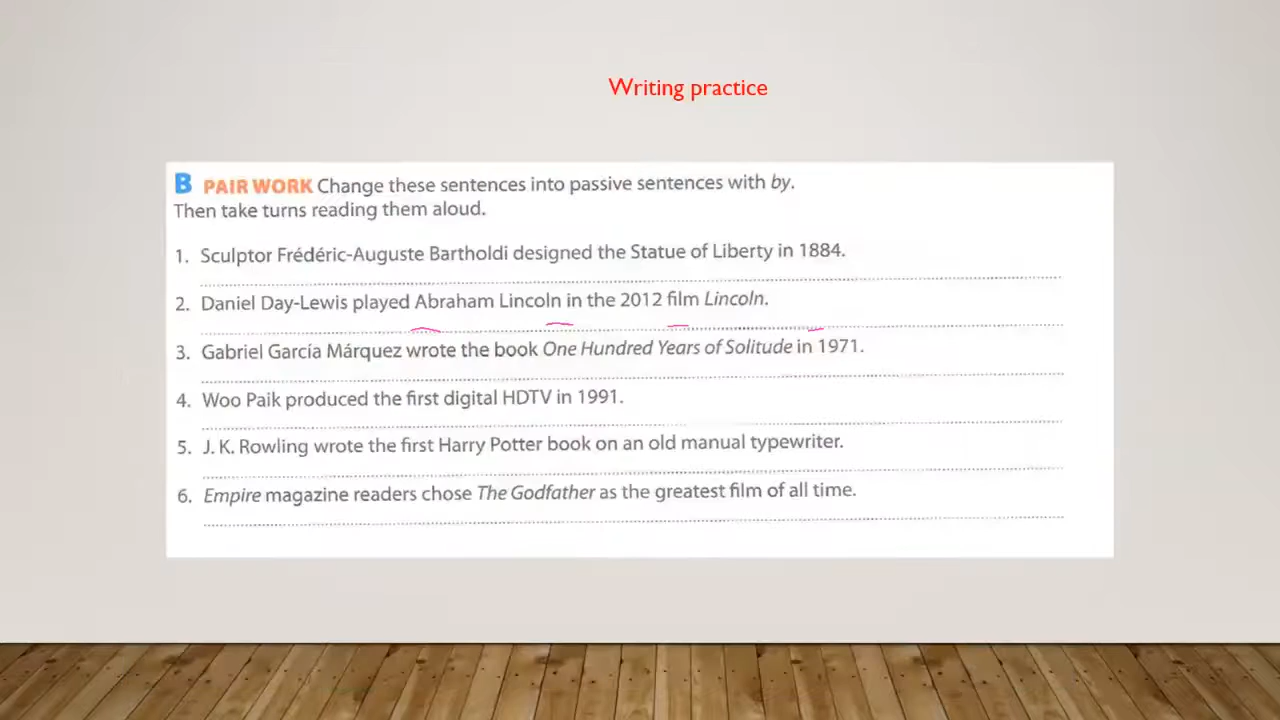 Writing practice
B PAIR WORK Change these sentences into passive sentences with by.
Then take turns reading them aloud.
1. Sculptor Frédéric-Auguste Bartholdi designed the Statue of Liberty in 1884.
2. Daniel Day-Lewis played Abraham Lincoln in the 2012 film Lincoln.
3. Gabriel García Márquez wrote the book One Hundred Years of Solitude in 1971.
4. Woo Paik produced the first digital HDTV in 1991.
5. J. K. Rowling wrote the first Harry Potter book on an old manual typewriter.
6. Empire magazine readers chose The Godfather as the greatest film of all time.